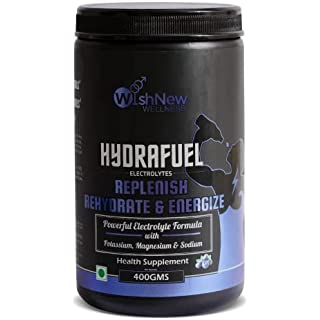 WishNew
WELLNESS
HYDRAFUEL
ELECTROLYTES
REPLENISH
REHYDRATE & ENERGIZE
Powerful Electrolyte Formula
with
Potassium, Magnesium & Sodium
Health Supplement
400GMS